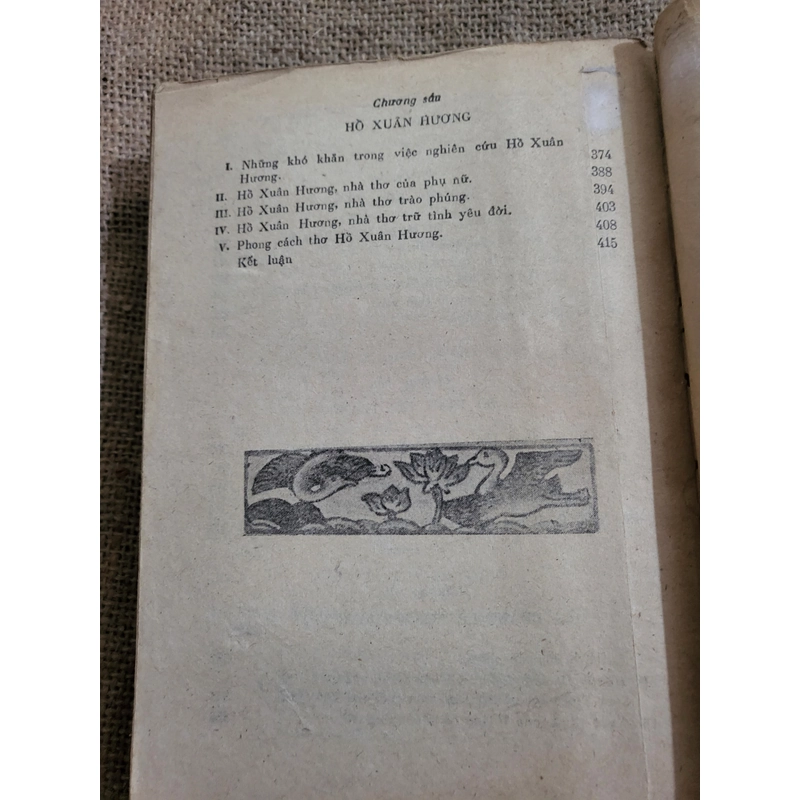 Chương sáu
HỒ XUÂN HƯƠNG
I. Những khó khăn trong việc nghiên cứu Hồ Xuân
Hương. 374
II. Hồ Xuân Hương, nhà thơ của phụ nữ. 388
III. Hồ Xuân Hương, nhà thơ trào phúng. 394
IV. Hồ Xuân Hương, nhà thơ trữ tình yêu đời. 403
V. Phong cách thơ Hồ Xuân Hương. 408
Kết luận 415